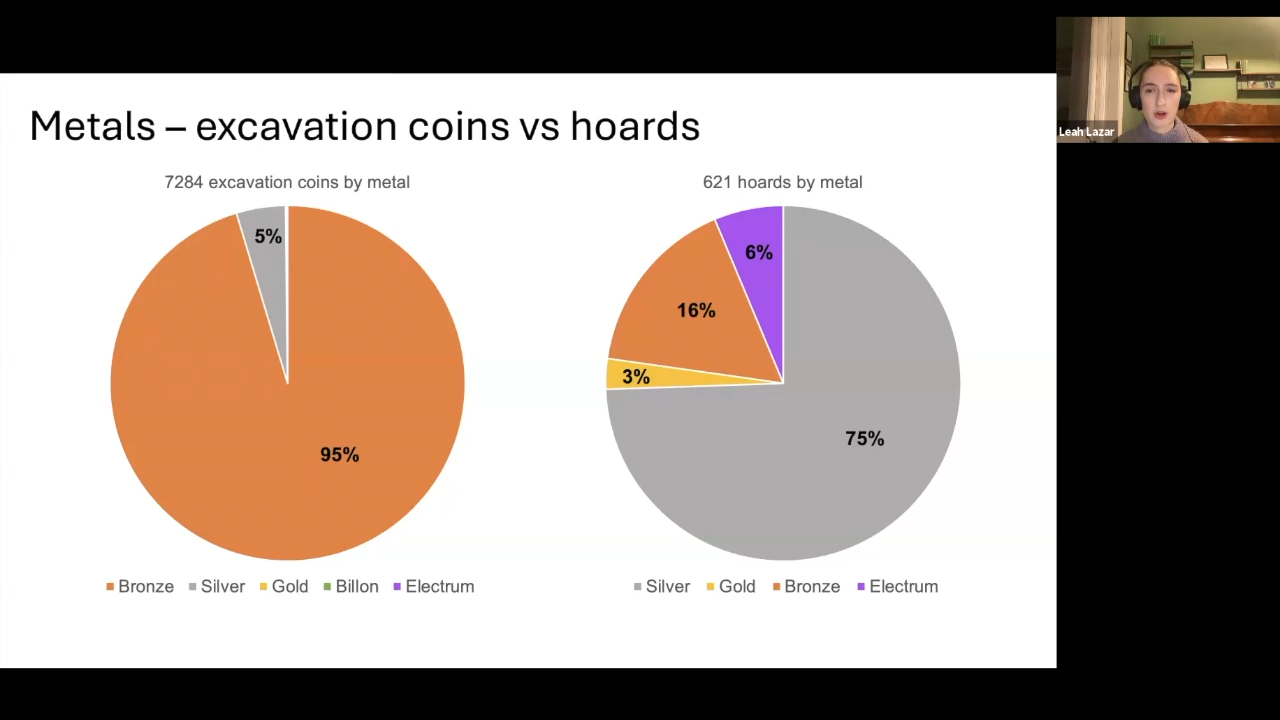 Metals – excavation coins vs hoards
7284 excavation coins by metal
5%
95%
Bronze Silver Gold Billon Electrum
621 hoards by metal
6%
16%
3%
75%
Silver Gold Bronze Electrum
Leah Lazar